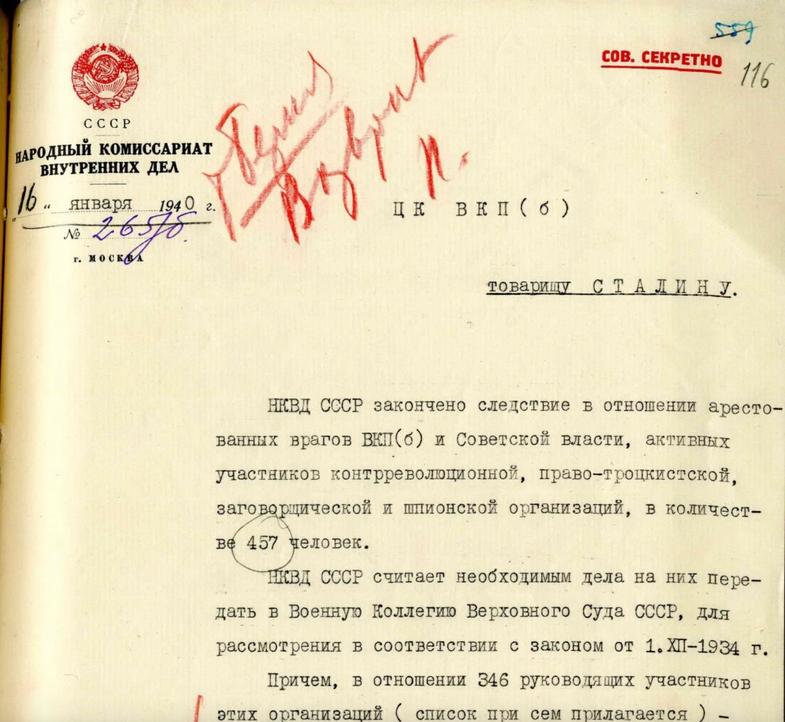 559
СОВ. СЕКРЕТНО
116
СССР
НАРОДНЫЙ КОМИССАРИАТ
ВНУТРЕННИХ ДЕЛ
„16“ января 1940 г.
№ 265/б
г. МОСКВА
Возврат
ЦК ВКП(б)
товарищу СТАЛИНУ.
НКВД СССР закончено следствие в отношении аресто-
ванных врагов ВКП(б) и Советской власти, активных
участников контрреволюционной, право-троцкистской,
заговорщической и шпионской организаций, в количест-
ве 457 человек.
НКВД СССР считает необходимым дела на них пере-
дать в Военную Коллегию Верховного Суда СССР, для
рассмотрения в соответствии с законом от 1.ХП-1934 г.
Причем, в отношении 346 руководящих участников
этих организаций ( список при сем прилагается ) -